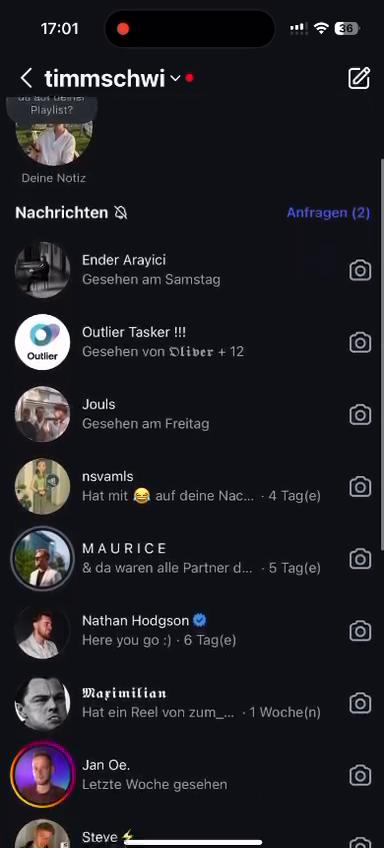 17:01
36
timmschwi
du auf deiner
Playlist?
Deine Notiz
Nachrichten
Anfragen (2)
Ender Arayici
Gesehen am Samstag
Outlier Tasker !!!
Gesehen von 𝔒𝔩𝔦𝔳𝔢𝔯 + 12
Outlier
Jouls
Gesehen am Freitag
nsvamls
Hat mit 😂 auf deine Nac... · 4 Tag(e)
M A U R I C E
& da waren alle Partner d... · 5 Tag(e)
Nathan Hodgson
Here you go :) · 6 Tag(e)
𝕸𝖆𝖝𝖎𝖒𝖎𝖑𝖎𝖆𝖓
Hat ein Reel von zum_... · 1 Woche(n)
Jan Oe.
Letzte Woche gesehen
Steve ⚡